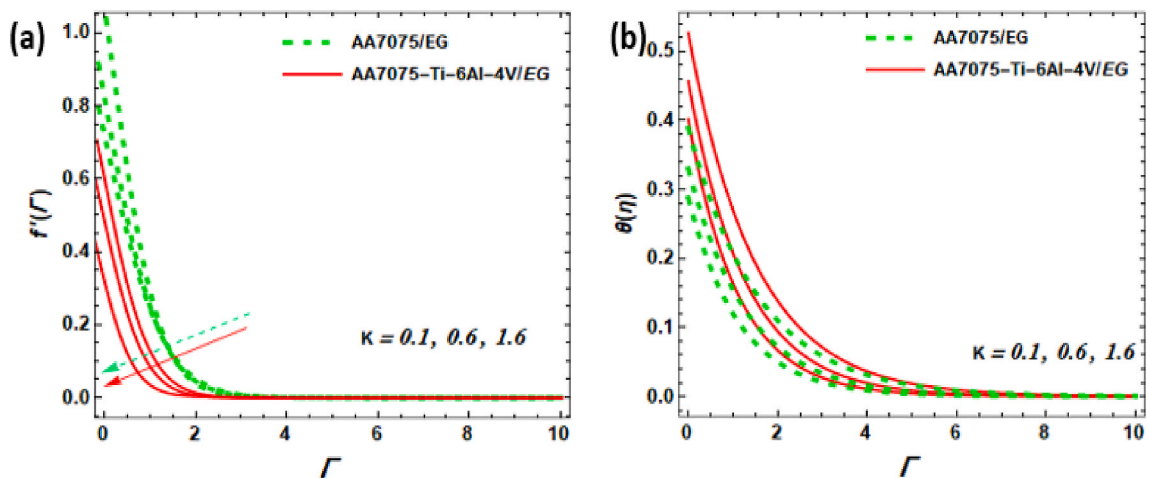 (a)
AA7075/EG
AA7075-Ti-6Al-4V/EG
1.0
0.8
0.6
0.4
0.2
0.0
f'(Γ)
κ = 0.1, 0.6, 1.6
0 2 4 6 8 10
Γ
(b)
AA7075/EG
AA7075-Ti-6Al-4V/EG
0.5
0.4
0.3
0.2
0.1
0.0
θ(η)
κ = 0.1, 0.6, 1.6
0 2 4 6 8 10
Γ